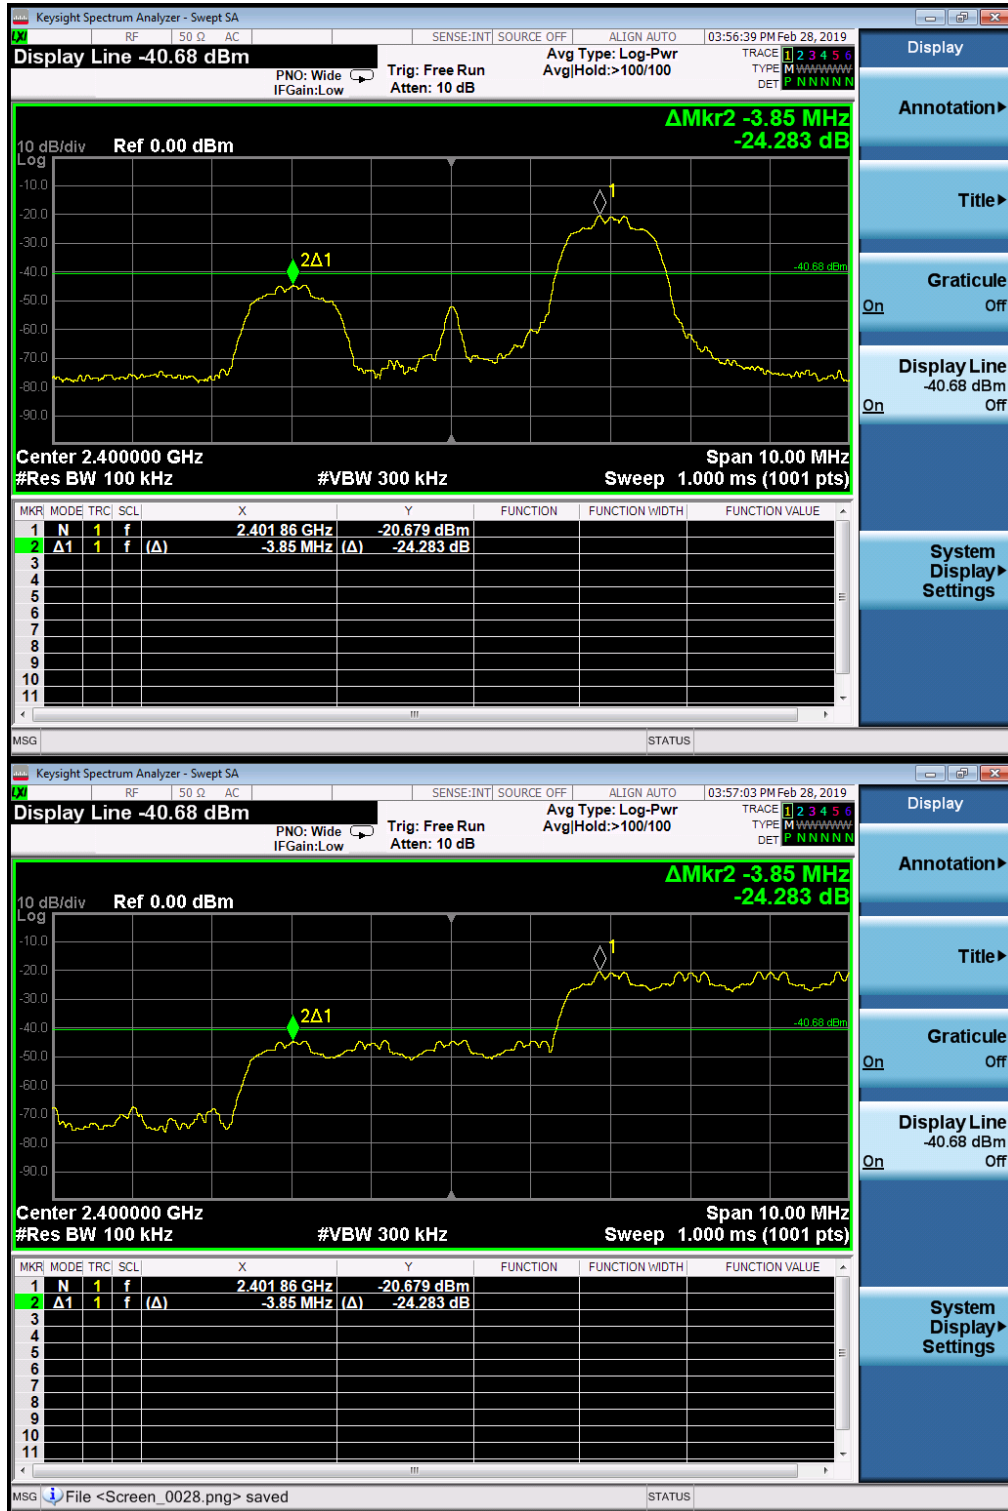 Keysight Spectrum Analyzer - Swept SA
LXI RF 50 Ω AC SENSE:INT SOURCE OFF ALIGN AUTO 03:56:39 PM Feb 28, 2019
Display Line -40.68 dBm
PNO: Wide
IFGain:Low
Trig: Free Run
Atten: 10 dB
Avg Type: Log-Pwr
Avg|Hold:>100/100
TRACE 1 2 3 4 5 6
TYPE M WWWWW
DET P N N N N N
ΔMkr2 -3.85 MHz
-24.283 dB
10 dB/div Ref 0.00 dBm
Log
-10.0
1
-20.0
-30.0
2Δ1
-40.0
-40.68 dBm
-50.0
-60.0
-70.0
-80.0
-90.0
Center 2.400000 GHz Span 10.00 MHz
#Res BW 100 kHz #VBW 300 kHz Sweep 1.000 ms (1001 pts)
MKR MODE TRC SCL X Y FUNCTION FUNCTION WIDTH FUNCTION VALUE
1 N 1 f 2.401 86 GHz -20.679 dBm
2 Δ1 1 f (Δ) -3.85 MHz (Δ) -24.283 dB
3
4
5
6
7
8
9
10
11
MSG STATUS
Display
Annotation
Title
Graticule
On Off
Display Line
-40.68 dBm
On Off
System
Display
Settings
Keysight Spectrum Analyzer - Swept SA
LXI RF 50 Ω AC SENSE:INT SOURCE OFF ALIGN AUTO 03:57:03 PM Feb 28, 2019
Display Line -40.68 dBm
PNO: Wide
IFGain:Low
Trig: Free Run
Atten: 10 dB
Avg Type: Log-Pwr
Avg|Hold:>100/100
TRACE 1 2 3 4 5 6
TYPE M WWWWW
DET P N N N N N
ΔMkr2 -3.85 MHz
-24.283 dB
10 dB/div Ref 0.00 dBm
Log
-10.0
1
-20.0
-30.0
2Δ1
-40.0
-40.68 dBm
-50.0
-60.0
-70.0
-80.0
-90.0
Center 2.400000 GHz Span 10.00 MHz
#Res BW 100 kHz #VBW 300 kHz Sweep 1.000 ms (1001 pts)
MKR MODE TRC SCL X Y FUNCTION FUNCTION WIDTH FUNCTION VALUE
1 N 1 f 2.401 86 GHz -20.679 dBm
2 Δ1 1 f (Δ) -3.85 MHz (Δ) -24.283 dB
3
4
5
6
7
8
9
10
11
MSG File <Screen_0028.png> saved STATUS
Display
Annotation
Title
Graticule
On Off
Display Line
-40.68 dBm
On Off
System
Display
Settings